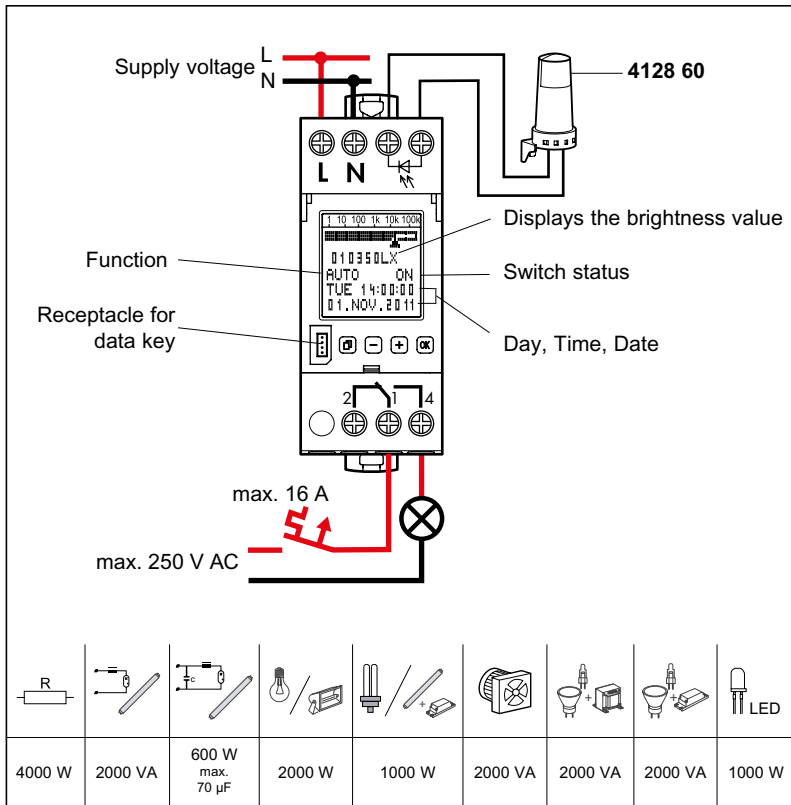 Supply voltage
L
N
4128 60
L N
1 10 100 1k 10k 100k
Displays the brightness value
010350LX
Function
AUTO ON
Switch status
TUE 14:00:00
01.NOV.2011
Receptacle for
data key
Day, Time, Date
− + OK
2 1 4
max. 16 A
max. 250 V AC
R
C
+
+
+
LED
4000 W
2000 VA
600 W
max.
70 µF
2000 W
1000 W
2000 VA
2000 VA
2000 VA
1000 W